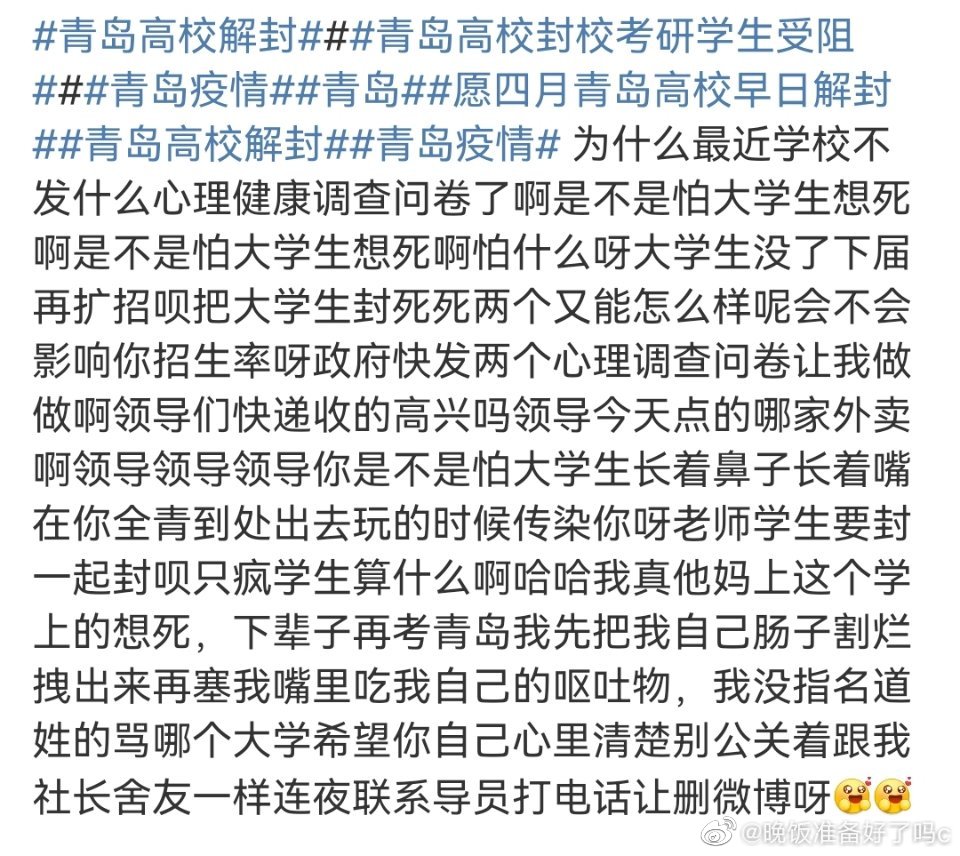 #青岛高校解封###青岛高校封校考研学生受阻
###青岛疫情##青岛##愿四月青岛高校早日解封
##青岛高校解封##青岛疫情# 为什么最近学校不
发什么心理健康调查问卷了啊是不是怕大学生想死
啊是不是怕大学生想死啊怕什么呀大学生没了下届
再扩招呗把大学生封死死两个又能怎么样呢会不会
影响你招生率呀政府快发两个心理调查问卷让我做
做啊领导们快递收的高兴吗领导今天点的哪家外卖
啊领导领导领导你是不是怕大学生长着鼻子长着嘴
在你全青到处出去玩的时候传染你呀老师学生要封
一起封呗只疯学生算什么啊哈哈我真他妈上这个学
上的想死，下辈子再考青岛我先把我自己肠子割烂
拽出来再塞我嘴里吃我自己的呕吐物，我没指名道
姓的骂哪个大学希望你自己心里清楚别公关着跟我
社长舍友一样连夜联系导员打电话让删微博呀
@晚饭准备好了吗c